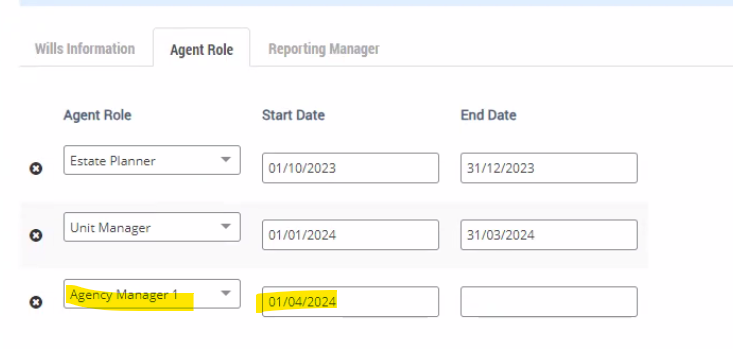 Wills Information Agent Role Reporting Manager
Agent Role Start Date End Date
Estate Planner 01/10/2023 31/12/2023
Unit Manager 01/01/2024 31/03/2024
Agency Manager 1 01/04/2024